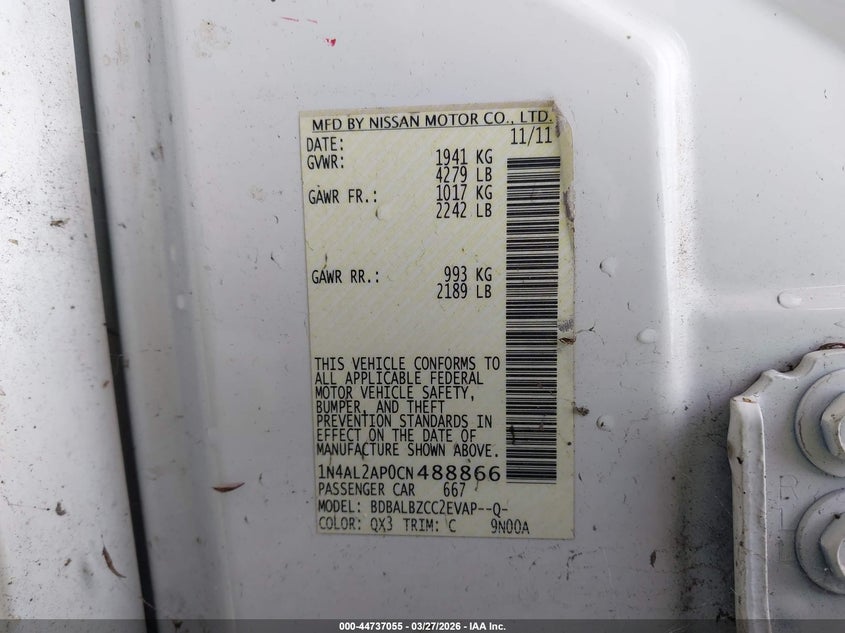 MFD BY NISSAN MOTOR CO., LTD.
DATE: 11/11
GVWR: 1941 KG
4279 LB
GAWR FR.: 1017 KG
2242 LB
GAWR RR.: 993 KG
2189 LB
THIS VEHICLE CONFORMS TO
ALL APPLICABLE FEDERAL
MOTOR VEHICLE SAFETY,
BUMPER, AND THEFT
PREVENTION STANDARDS IN
EFFECT ON THE DATE OF
MANUFACTURE SHOWN ABOVE.
1N4AL2AP0CN488866
PASSENGER CAR 667
MODEL: BDBALBZCC2EVAP--Q-
COLOR: QX3 TRIM: C 9N00A
000-44737055 | 03/27/2026 | IAA Inc.